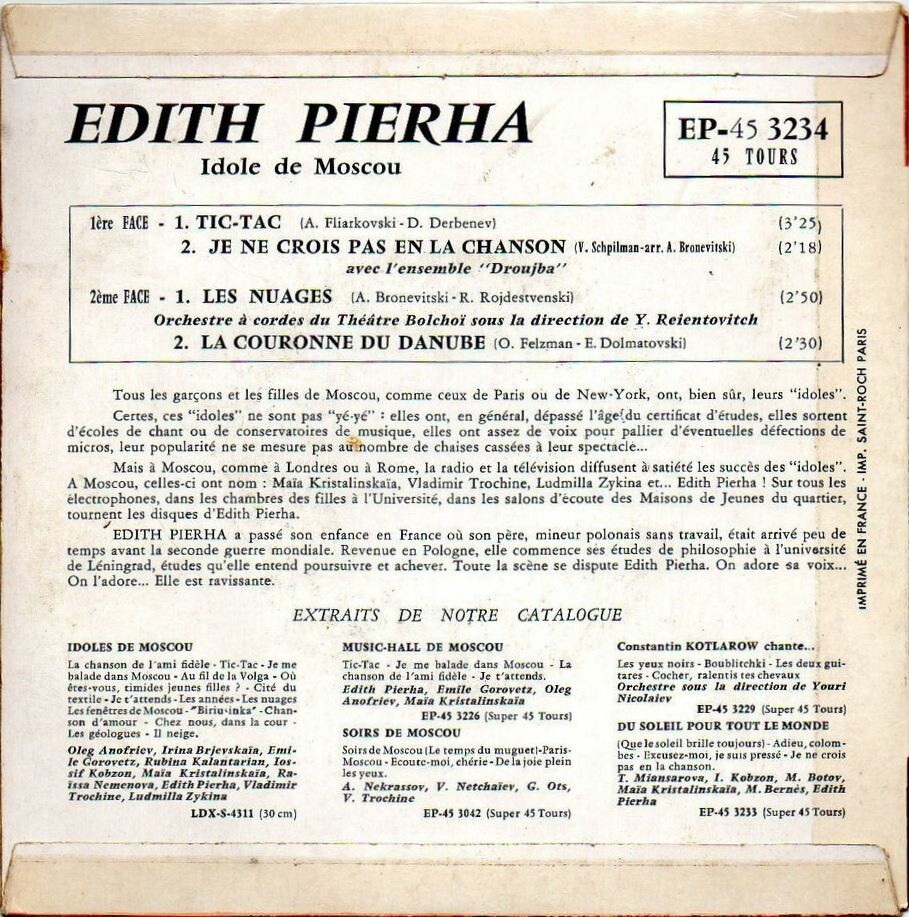 EDITH PIERHA
Idole de Moscou
EP-45 3234
45 TOURS
1ère FACE - 1. TIC-TAC (A. Fliarkovski - D. Derbenev) (3'25)
2. JE NE CROIS PAS EN LA CHANSON (V. Schpilman-arr. A. Bronevitski) (2'18)
avec l'ensemble "Droujba"
2ème FACE - 1. LES NUAGES (A. Bronevitski - R. Rojdestvenski) (2'50)
Orchestre à cordes du Théâtre Bolchoï sous la direction de Y. Reientovitch
2. LA COURONNE DU DANUBE (O. Felzman - E. Dolmatovski) (2'30)
Tous les garçons et les filles de Moscou, comme ceux de Paris ou de New-York, ont, bien sûr, leurs "idoles".
Certes, ces "idoles" ne sont pas "yé-yé" : elles ont, en général, dépassé l'âge du certificat d'études, elles sortent
d'écoles de chant ou de conservatoires de musique, elles ont assez de voix pour pallier d'éventuelles défections de
micros, leur popularité ne se mesure pas au nombre de chaises cassées à leur spectacle...
Mais à Moscou, comme à Londres ou à Rome, la radio et la télévision diffusent à satiété les succès des "idoles".
A Moscou, celles-ci ont nom : Maïa Kristalinskaïa, Vladimir Trochine, Ludmilla Zykina et... Edith Pierha ! Sur tous les
électrophones, dans les chambres des filles à l'Université, dans les salons d'écoute des Maisons de Jeunes du quartier,
tournent les disques d'Edith Pierha.
EDITH PIERHA a passé son enfance en France où son père, mineur polonais sans travail, était arrivé peu de
temps avant la seconde guerre mondiale. Revenue en Pologne, elle commence ses études de philosophie à l'université
de Léningrad, études qu'elle entend poursuivre et achever. Toute la scène se dispute Edith Pierha. On adore sa voix...
On l'adore... Elle est ravissante.
IMPRIMÉ EN FRANCE - IMP. SAINT-ROCH PARIS
EXTRAITS DE NOTRE CATALOGUE
IDOLES DE MOSCOU
La chanson de l'ami fidèle - Tic-Tac - Je me
balade dans Moscou - Au fil de la Volga - Où
êtes-vous, timides jeunes filles ? - Cité du
textile - Je t'attends - Les années - Les nuages
Les fenêtres de Moscou - "Biriusinka" - Chan-
son d'amour - Chez nous, dans la cour -
Les géologues - Il neige.
Oleg Anofriev, Irina Brjevskaïa, Emi-
le Gorovetz, Rubina Kalantarian, Ios-
sif Kobzon, Maïa Kristalinskaïa, Ra-
ïssa Nemenova, Edith Pierha, Vladimir
Trochine, Ludmilla Zykina
LDX-S-4311 (30 cm)
MUSIC-HALL DE MOSCOU
Tic-Tac - Je me balade dans Moscou - La
chanson de l'ami fidèle - Je t'attends.
Edith Pierha, Emile Gorovetz, Oleg
Anofriev, Maïa Kristalinskaïa
EP-45 3226 (Super 45 Tours)
SOIRS DE MOSCOU
Soirs de Moscou (Le temps du muguet)-Paris-
Moscou - Ecoute-moi, chérie - De la joie plein
les yeux.
A. Nekrassov, V. Netchaïev, G. Ots,
V. Trochine
EP-45 3042 (Super 45 Tours)
Constantin KOTLAROW chante...
Les yeux noirs - Boublitchki - Les deux gui-
tares - Cocher, ralentis tes chevaux
Orchestre sous la direction de Youri
Nicolaiev
EP-45 3229 (Super 45 Tours)
DU SOLEIL POUR TOUT LE MONDE
(Que le soleil brille toujours) - Adieu, colom-
bes - Excusez-moi, je suis pressé - Je ne crois
pas en la chanson.
T. Miansarova, I. Kobzon, M. Botov,
Maïa Kristalinskaïa, M. Bernès, Edith
Pierha
EP-45 3233 (Super 45 Tours)